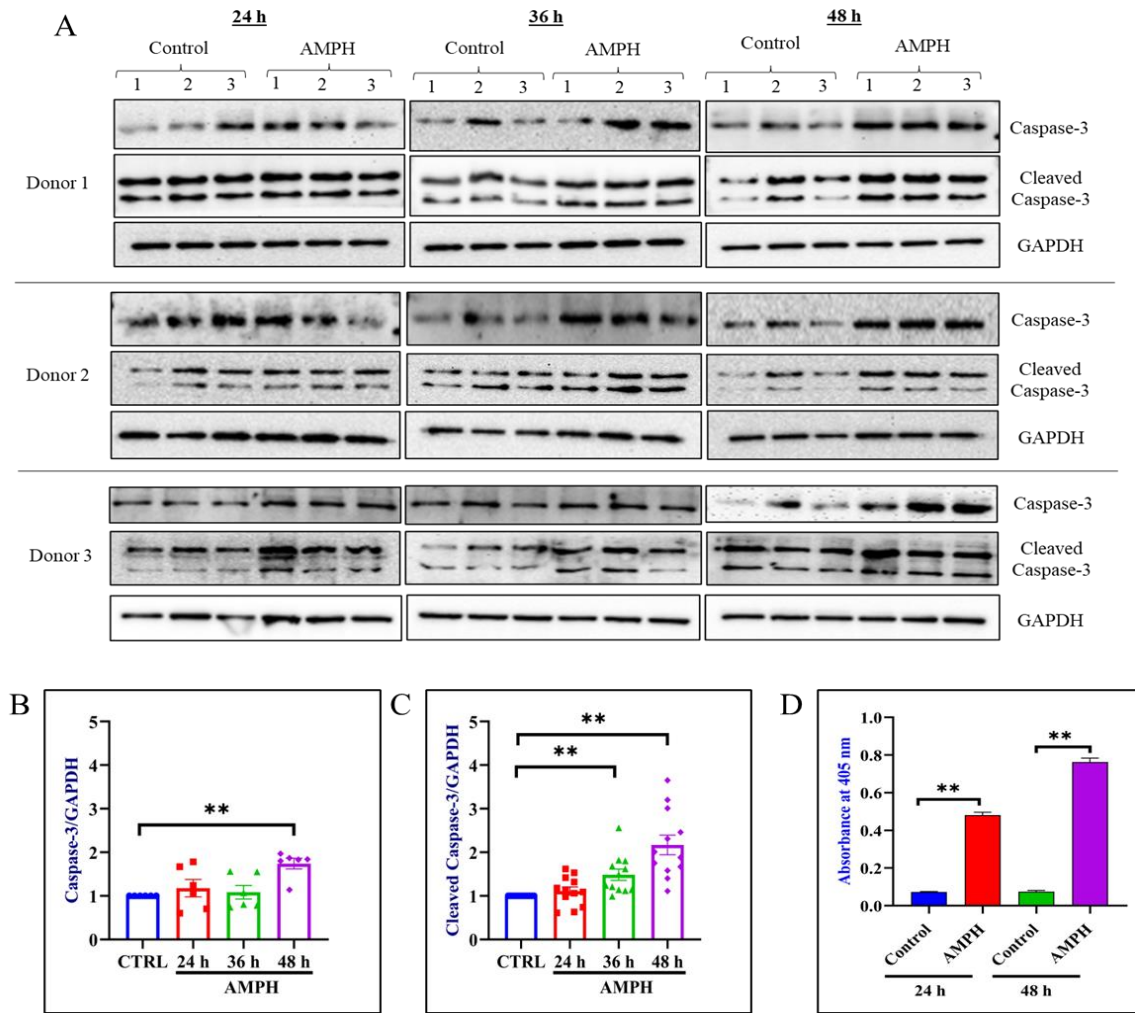 A
24 h
36 h
48 h
Control AMPH
Control AMPH
Control AMPH
1 2 3 1 2 3
1 2 3 1 2 3
1 2 3 1 2 3
Caspase-3
Donor 1
Cleaved
Caspase-3
GAPDH
Caspase-3
Donor 2
Cleaved
Caspase-3
GAPDH
Caspase-3
Donor 3
Cleaved
Caspase-3
GAPDH
B
Caspase-3/GAPDH
5
4
3
2
1
0
**
CTRL 24 h 36 h 48 h
AMPH
C
Cleaved Caspase-3/GAPDH
5
4
3
2
1
0
**
**
CTRL 24 h 36 h 48 h
AMPH
D
Absorbance at 405 nm
1.0
0.8
0.6
0.4
0.2
0.0
**
**
Control AMPH Control AMPH
24 h 48 h